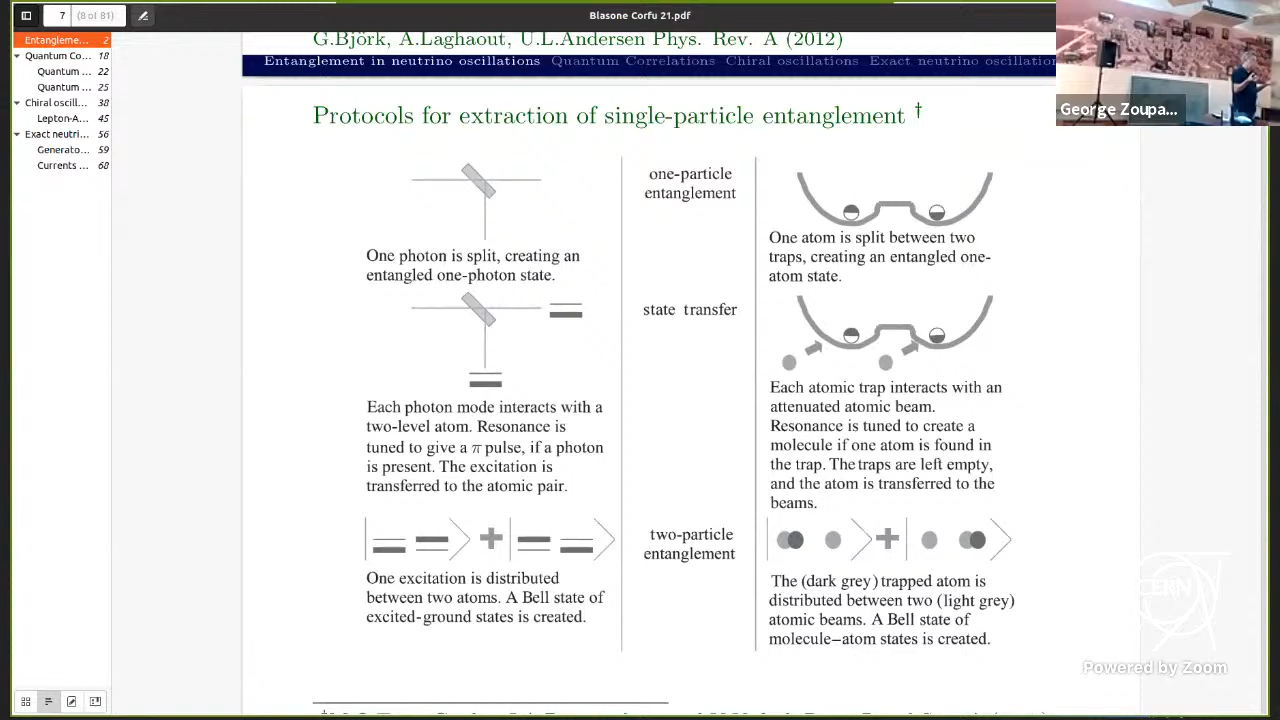 7
(8 of 81)
Blasone Corfu 21.pdf
Entangleme... 2
Quantum Co... 18
Quantum ... 22
Quantum ... 25
Chiral oscill... 38
Lepton-A... 45
Exact neutri... 56
Generato... 59
Currents ... 68
G.Björk, A.Laghaout, U.L.Andersen Phys. Rev. A (2012)
Entanglement in neutrino oscillations Quantum Correlations Chiral oscillations Exact neutrino oscillation
George Zoupa...
Protocols for extraction of single-particle entanglement †
One photon is split, creating an
entangled one-photon state.
one-particle
entanglement
One atom is split between two
traps, creating an entangled one-
atom state.
state transfer
Each photon mode interacts with a
two-level atom. Resonance is
tuned to give a π pulse, if a photon
is present. The excitation is
transferred to the atomic pair.
Each atomic trap interacts with an
attenuated atomic beam.
Resonance is tuned to create a
molecule if one atom is found in
the trap. The traps are left empty,
and the atom is transferred to the
beams.
two-particle
entanglement
One excitation is distributed
between two atoms. A Bell state of
excited-ground states is created.
The (dark grey) trapped atom is
distributed between two (light grey)
atomic beams. A Bell state of
molecule–atom states is created.
CERN
Powered by Zoom